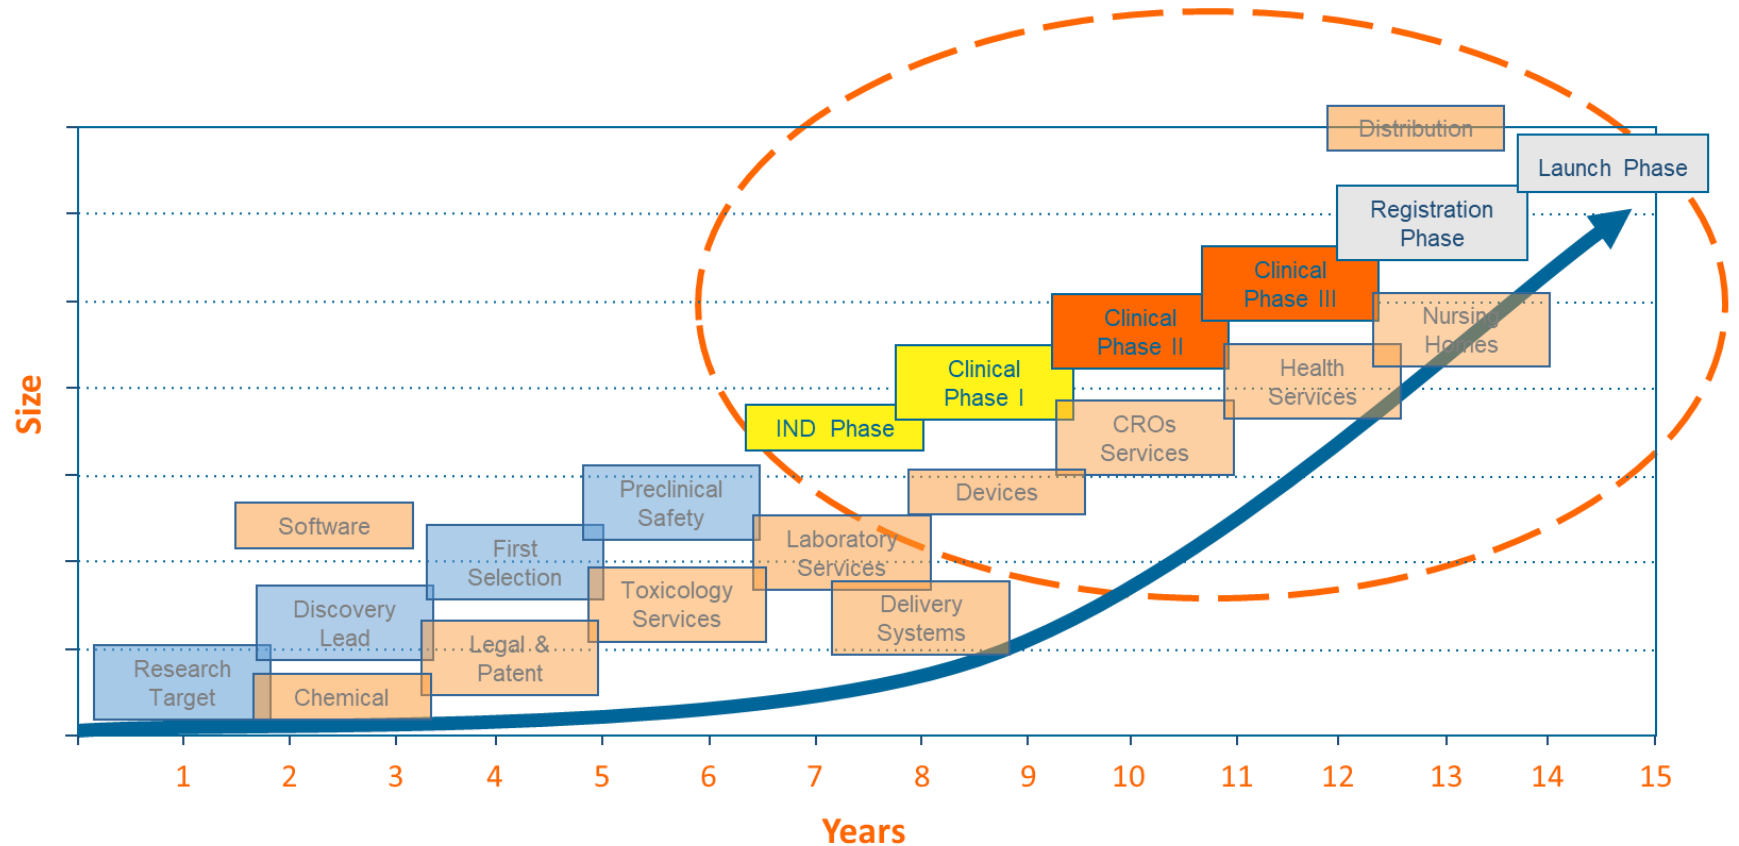 Distribution
Launch Phase
Registration
Phase
Clinical
Phase III
Clinical
Phase II
Nursing
Homes
Clinical
Phase I
Health
Services
IND Phase
CROs
Services
Preclinical
Safety
Devices
Software
First
Selection
Laboratory
Services
Discovery
Lead
Toxicology
Services
Delivery
Systems
Research
Target
Chemical
Legal &
Patent
Size
1 2 3 4 5 6 7 8 9 10 11 12 13 14 15
Years